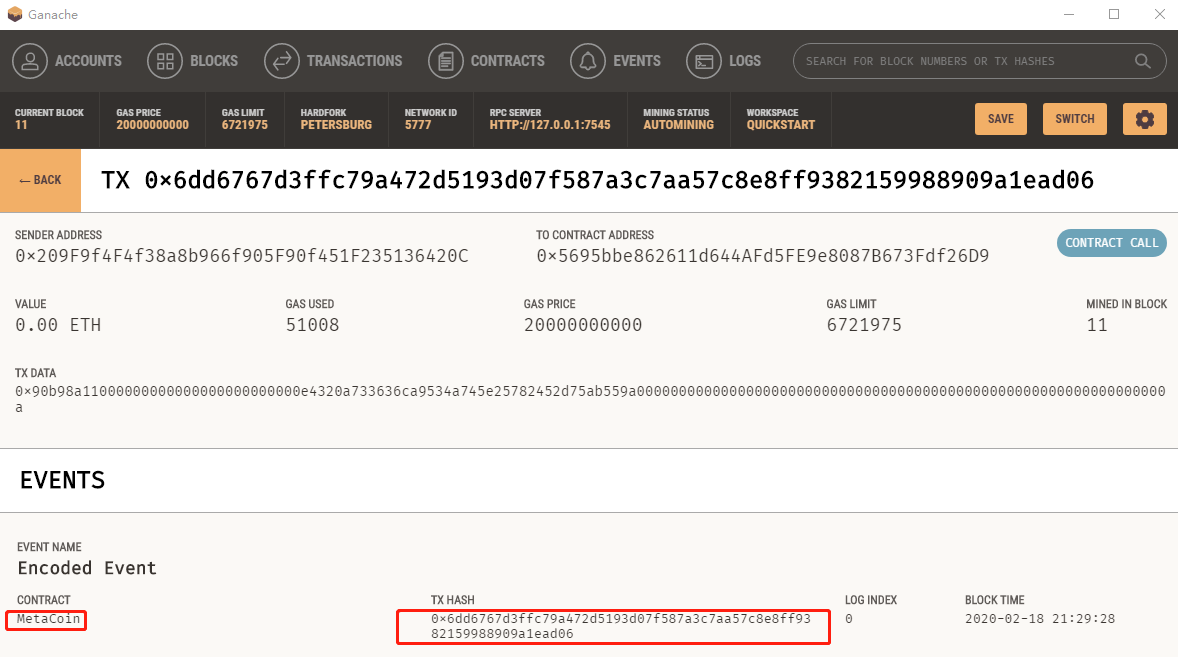 Ganache
ACCOUNTS BLOCKS TRANSACTIONS CONTRACTS EVENTS LOGS SEARCH FOR BLOCK NUMBERS OR TX HASHES
CURRENT BLOCK GAS PRICE GAS LIMIT HARDFORK NETWORK ID RPC SERVER MINING STATUS WORKSPACE
11 20000000000 6721975 PETERSBURG 5777 HTTP://127.0.0.1:7545 AUTOMINING QUICKSTART
SAVE SWITCH
← BACK TX 0×6dd6767d3ffc79a472d5193d07f587a3c7aa57c8e8ff9382159988909a1ead06
SENDER ADDRESS TO CONTRACT ADDRESS
0×209F9f4F4f38a8b966f905F90f451F235136420C 0×5695bbe862611d644AFd5FE9e8087B673Fdf26D9 CONTRACT CALL
VALUE GAS USED GAS PRICE GAS LIMIT MINED IN BLOCK
0.00 ETH 51008 20000000000 6721975 11
TX DATA
0×90b98a11000000000000000000000000e4320a733636ca9534a745e25782452d75ab559a000000000000000000000000000000000000000000000000000000000000000
a
EVENTS
EVENT NAME
Encoded Event
CONTRACT TX HASH LOG INDEX BLOCK TIME
MetaCoin 0×6dd6767d3ffc79a472d5193d07f587a3c7aa57c8e8ff93 0 2020-02-18 21:29:28
82159988909a1ead06